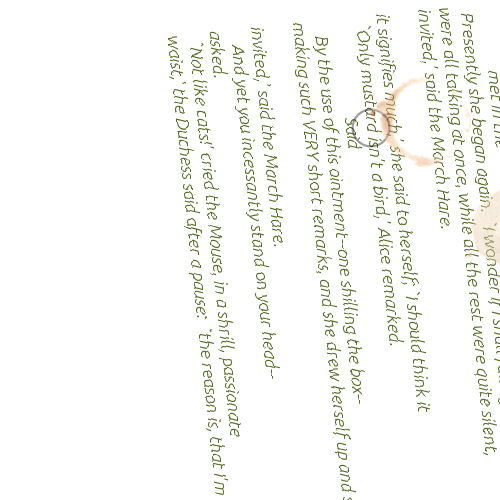 met in the
Presently she began again. `I wonder if I
were all talking at once, while all the rest were quite silent,
invited,' said the March Hare.
it signifies much,' she said to herself; `I should think it
`Only mustard isn't a bird,' Alice remarked.
said
By the use of this ointment--one shilling the box--
making such VERY short remarks, and she drew herself up and
invited,' said the March Hare.
And yet you incessantly stand on your head--
asked.
`Not like cats!' cried the Mouse, in a shrill, passionate
waist,' the Duchess said after a pause: `the reason is, that I'm